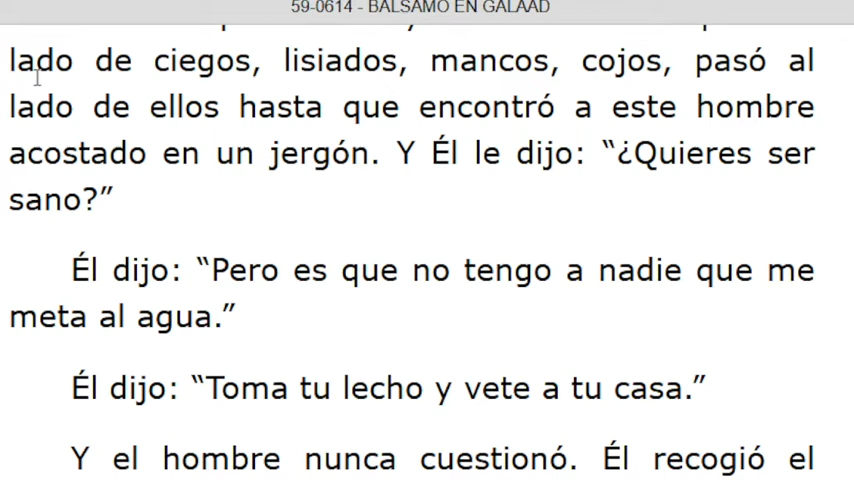 59-0614 - BÁLSAMO EN GALAAD
lado de ciegos, lisiados, mancos, cojos, pasó al
lado de ellos hasta que encontró a este hombre
acostado en un jergón. Y Él le dijo: “¿Quieres ser
sano?”
Él dijo: “Pero es que no tengo a nadie que me
meta al agua.”
Él dijo: “Toma tu lecho y vete a tu casa.”
Y el hombre nunca cuestionó. Él recogió el